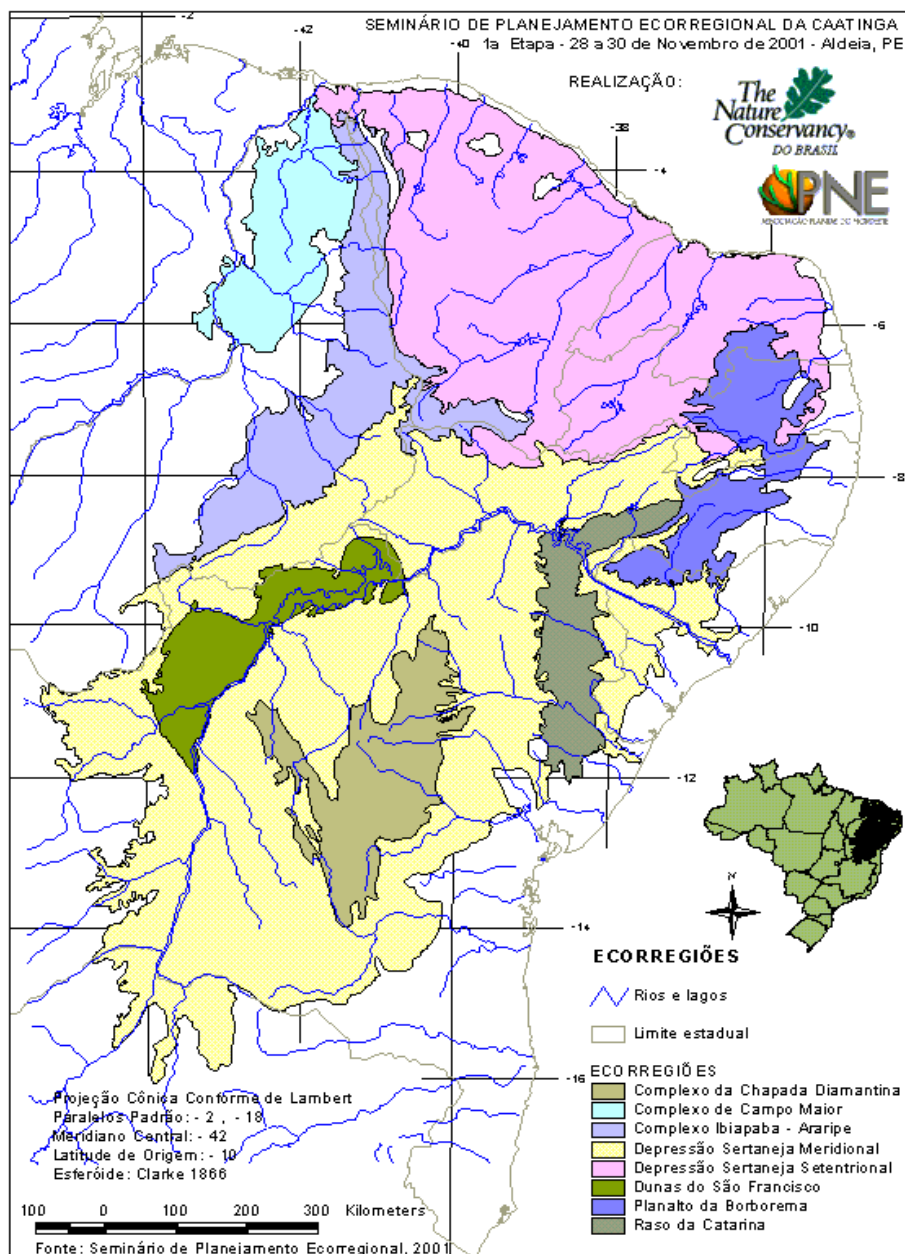 SEMINÁRIO DE PLANEJAMENTO ECORREGIONAL DA CAATINGA
1a Etapa - 28 a 30 de Novembro de 2001 - Aldeia, PE
REALIZAÇÃO:
The
Nature
Conservancy®
DO BRASIL
PNE
ASSOCIAÇÃO PLANTAS DO NORDESTE
-2
-42
-40
-38
-4
-6
-8
-10
-12
-14
-16
N
ECORREGIÕES
Rios e lagos
Limite estadual
ECORREGIÕES
Complexo da Chapada Diamantina
Complexo de Campo Maior
Complexo Ibiapaba - Araripe
Depressão Sertaneja Meridional
Depressão Sertaneja Setentrional
Dunas do São Francisco
Planalto da Borborema
Raso da Catarina
Projeção Cônica Conforme de Lambert
Paralelos Padrão: - 2 , - 18
Meridiano Central: - 42
Latitude de Origem: - 10
Esferóide: Clarke 1866
100 0 100 200 300 Kilometers
Fonte: Seminário de Planejamento Ecorregional, 2001